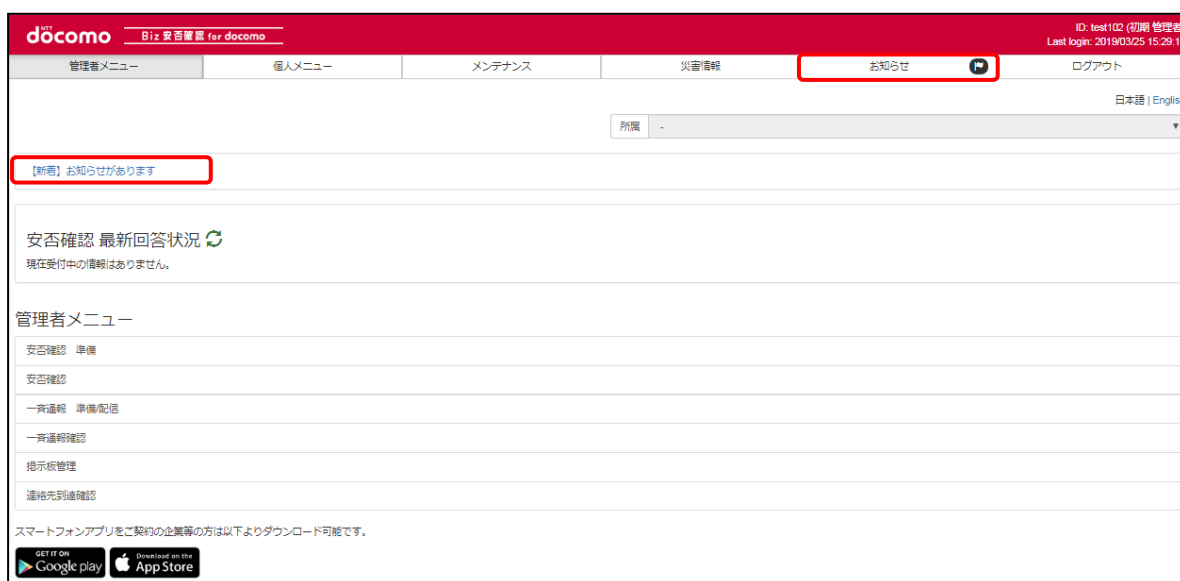 NTT
döcomo Biz 安否確認 for docomo
ID: test102 (初期 管理者
Last login: 2019/03/25 15:29:1
管理者メニュー 個人メニュー メンテナンス 災害情報 お知らせ ログアウト
日本語 | Englis
所属 -
【新着】お知らせがあります
安否確認 最新回答状況
現在受付中の情報はありません。
管理者メニュー
安否確認 準備
安否確認
一斉通報 準備/配信
一斉通報確認
掲示板管理
連絡先到達確認
スマートフォンアプリをご契約の企業等の方は以下よりダウンロード可能です。
GET IT ON
Google play
Download on the
App Store